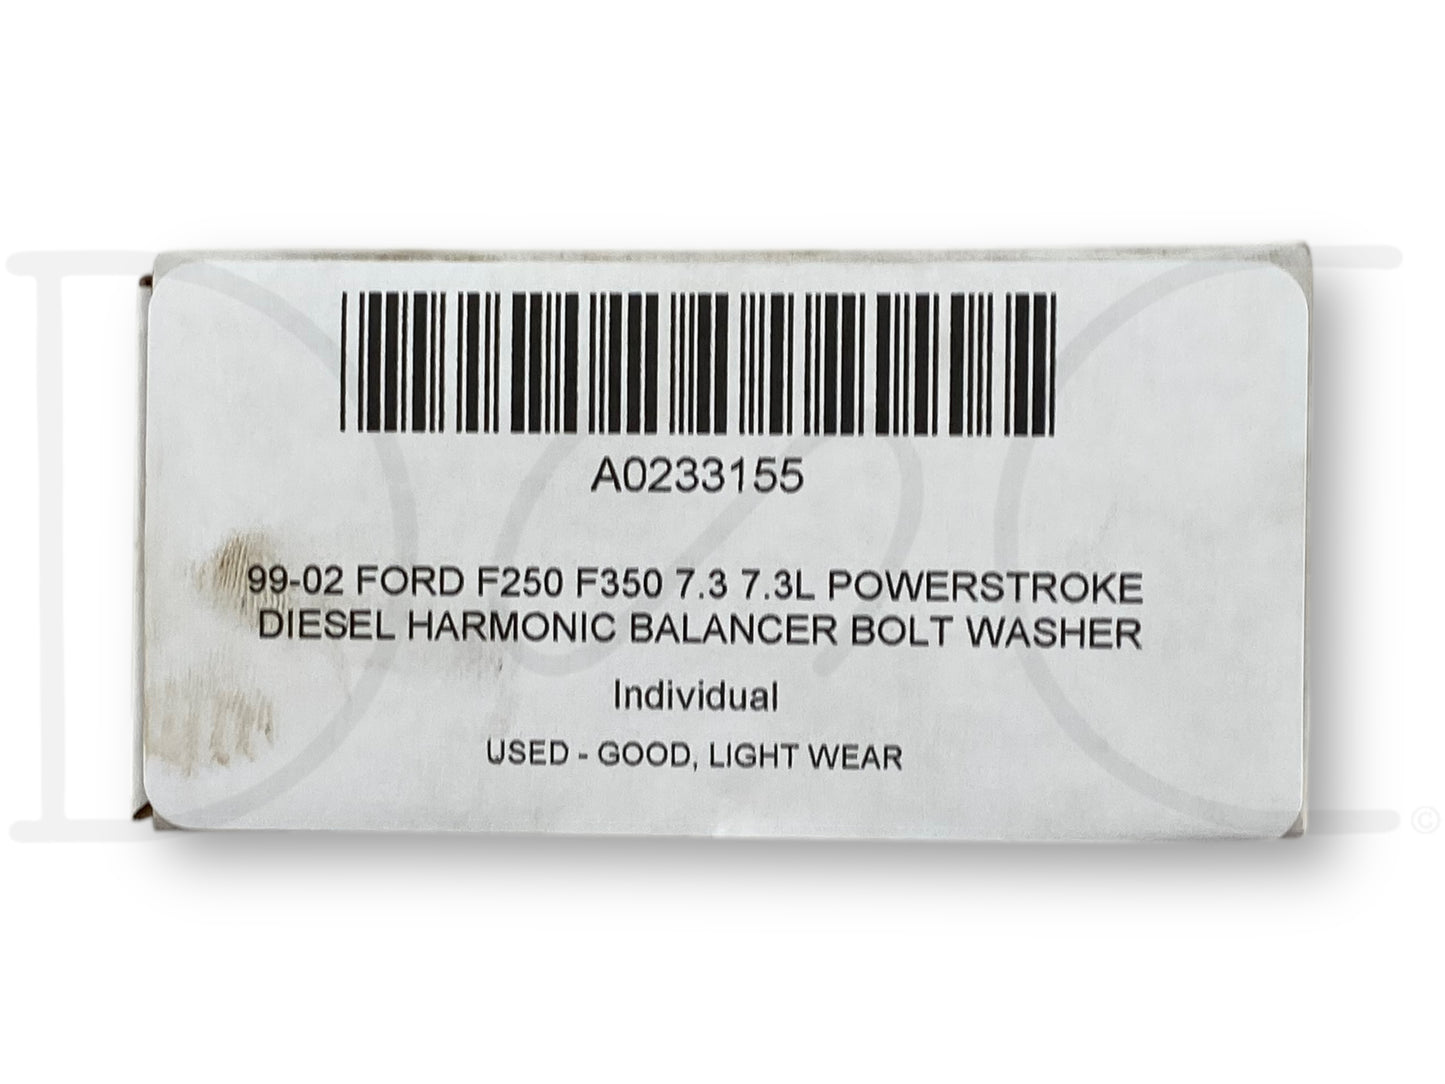 A0233155
99-02 FORD F250 F350 7.3 7.3L POWERSTROKE
DIESEL HARMONIC BALANCER BOLT WASHER
Individual
USED - GOOD, LIGHT WEAR
©